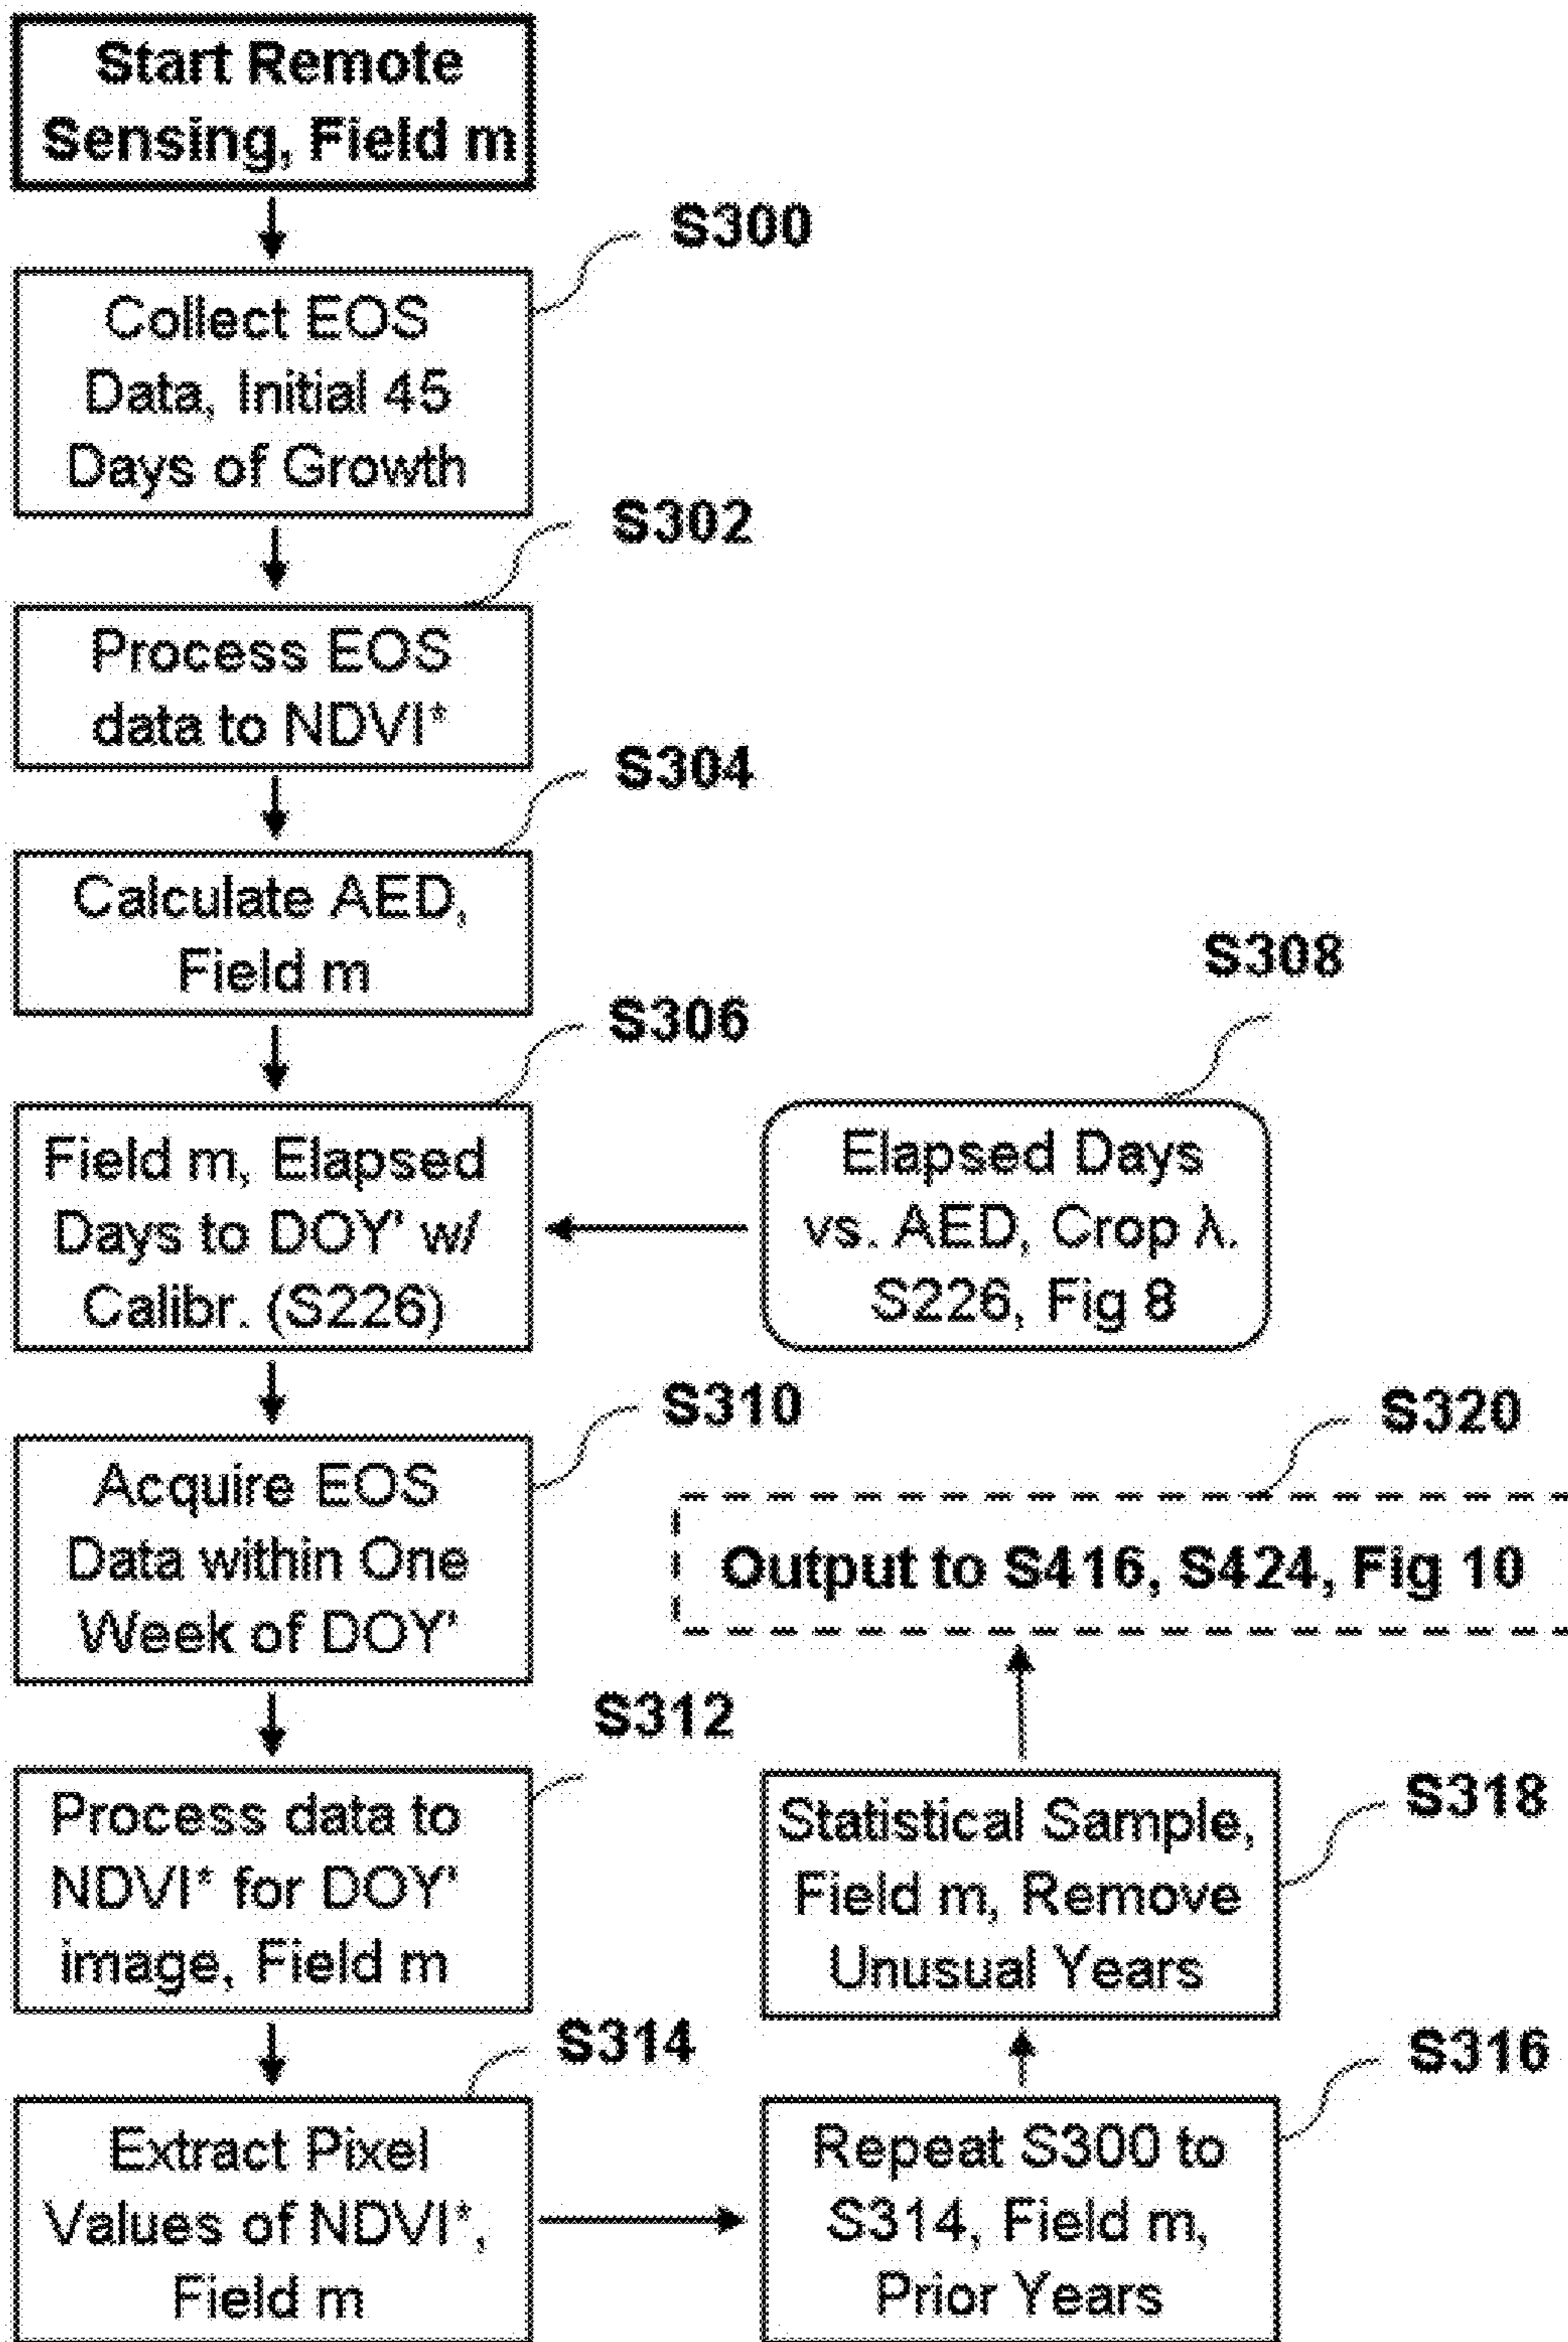 Start Remote
Sensing, Field m
S300
Collect EOS
Data, Initial 45
Days of Growth
S302
Process EOS
data to NDVI*
S304
Calculate AED,
Field m
S306
Field m, Elapsed
Days to DOY' w/
Calibr. (S226)
S308
Elapsed Days
vs. AED, Crop λ.
S226, Fig 8
S310
Acquire EOS
Data within One
Week of DOY'
S312
Process data to
NDVI* for DOY'
image, Field m
S314
Extract Pixel
Values of NDVI*,
Field m
S316
Repeat S300 to
S314, Field m,
Prior Years
S318
Statistical Sample,
Field m, Remove
Unusual Years
S320
Output to S416, S424, Fig 10